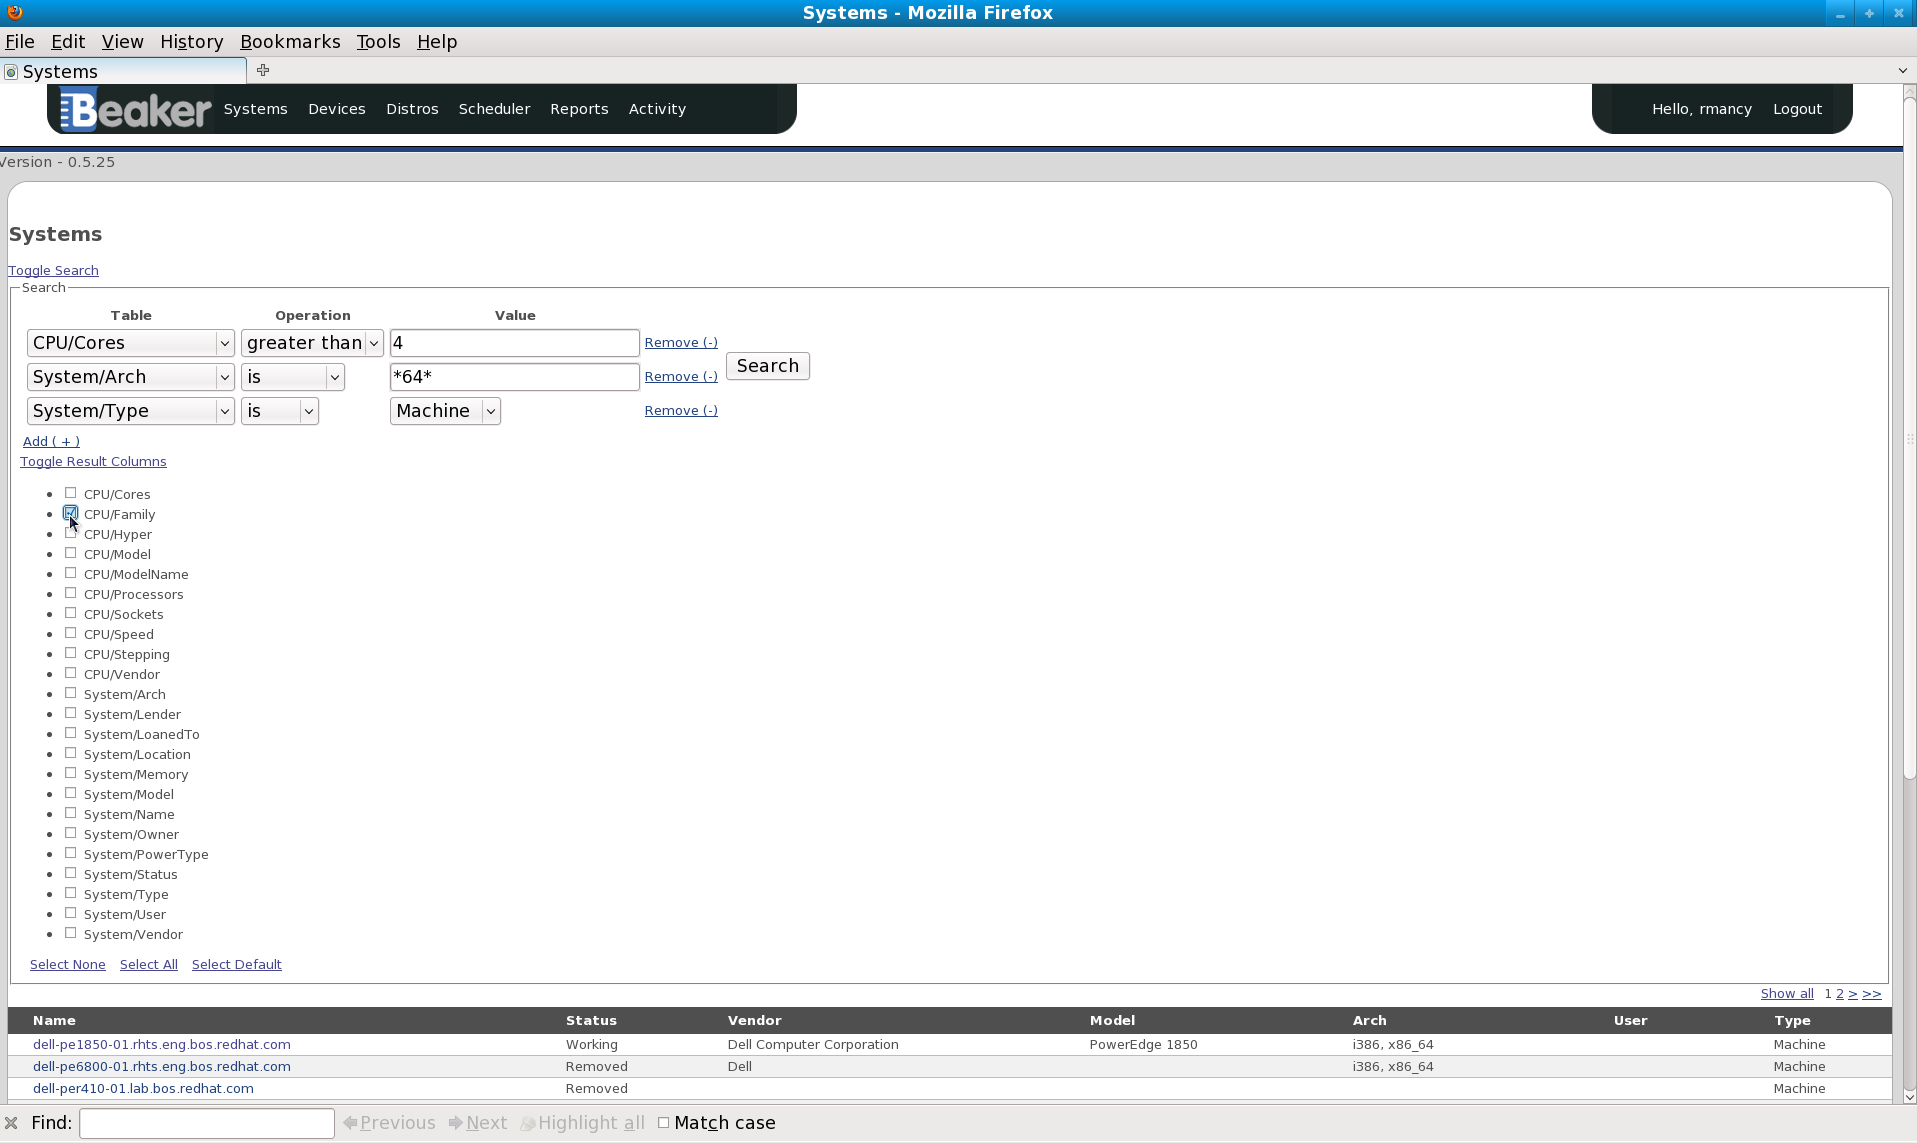 Systems - Mozilla Firefox
File Edit View History Bookmarks Tools Help
Systems
Beaker Systems Devices Distros Scheduler Reports Activity Hello, rmancy Logout
Version - 0.5.25
Systems
Toggle Search
Search
Table Operation Value
CPU/Cores greater than 4 Remove (-)
Search
System/Arch is *64* Remove (-)
System/Type is Machine Remove (-)
Add ( + )
Toggle Result Columns
CPU/Cores
CPU/Family
CPU/Hyper
CPU/Model
CPU/ModelName
CPU/Processors
CPU/Sockets
CPU/Speed
CPU/Stepping
CPU/Vendor
System/Arch
System/Lender
System/LoanedTo
System/Location
System/Memory
System/Model
System/Name
System/Owner
System/PowerType
System/Status
System/Type
System/User
System/Vendor
Select None Select All Select Default
Show all 1 2 > >>
Name Status Vendor Model Arch User Type
dell-pe1850-01.rhts.eng.bos.redhat.com Working Dell Computer Corporation PowerEdge 1850 i386, x86_64 Machine
dell-pe6800-01.rhts.eng.bos.redhat.com Removed Dell i386, x86_64 Machine
dell-per410-01.lab.bos.redhat.com Removed Machine
Find: Previous Next Highlight all Match case